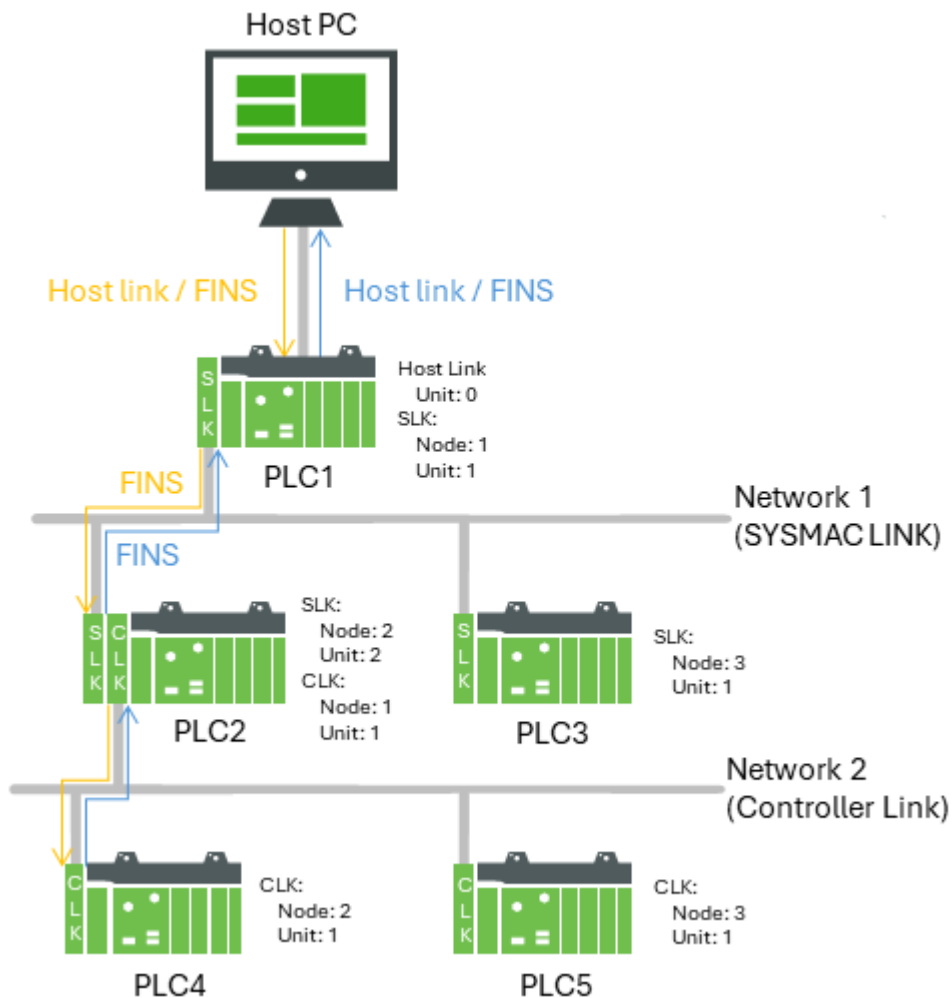 Host PC
Host link / FINS
Host link / FINS
S
L
K
Host Link
Unit: 0
SLK:
Node: 1
Unit: 1
PLC1
FINS
Network 1
(SYSMAC LINK)
FINS
S
L
K
C
L
K
SLK:
Node: 2
Unit: 2
CLK:
Node: 1
Unit: 1
PLC2
S
L
K
SLK:
Node: 3
Unit: 1
PLC3
Network 2
(Controller Link)
C
L
K
CLK:
Node: 2
Unit: 1
PLC4
C
L
K
CLK:
Node: 3
Unit: 1
PLC5